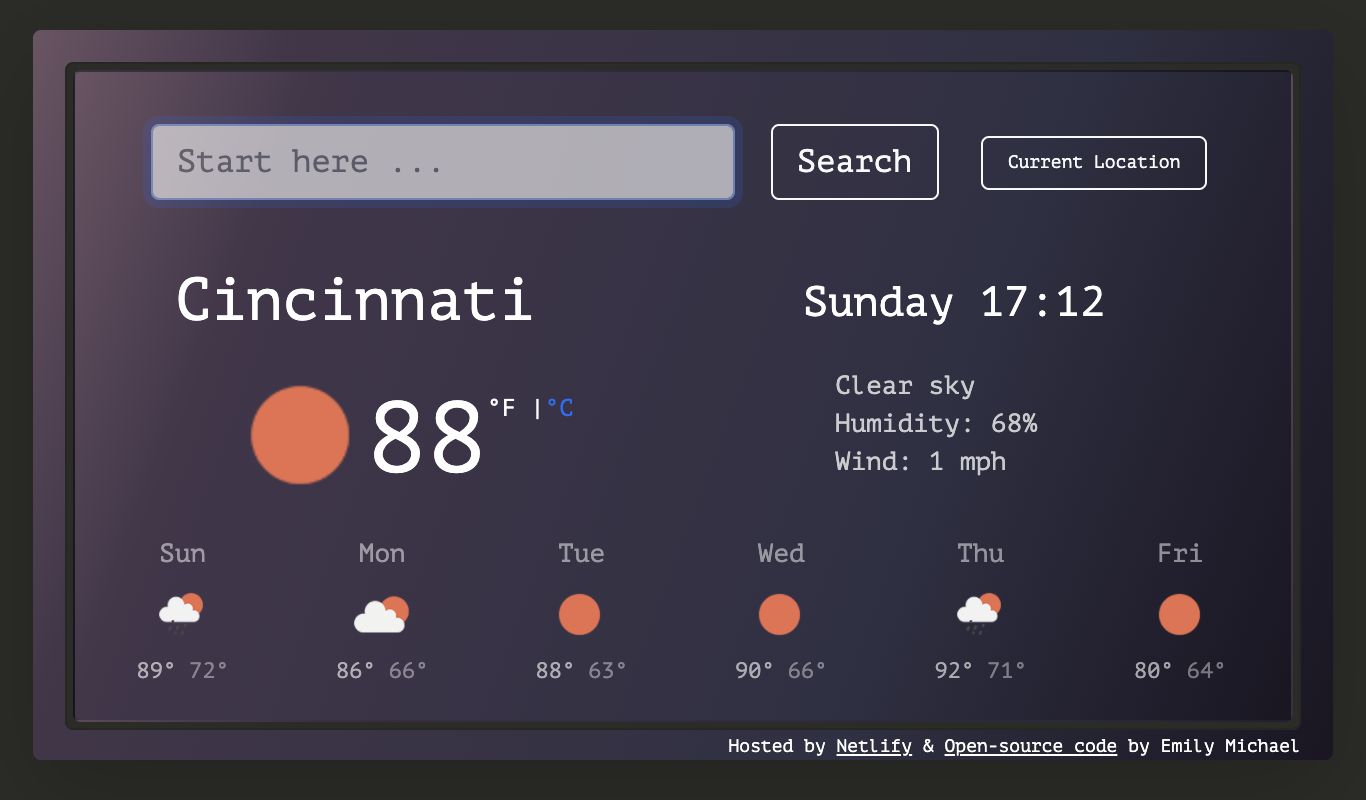 Start here ...
Search
Current Location
Cincinnati
Sunday 17:12
88 °F |°C
Clear sky
Humidity: 68%
Wind: 1 mph
Sun Mon Tue Wed Thu Fri
89° 72° 86° 66° 88° 63° 90° 66° 92° 71° 80° 64°
Hosted by Netlify & Open-source code by Emily Michael